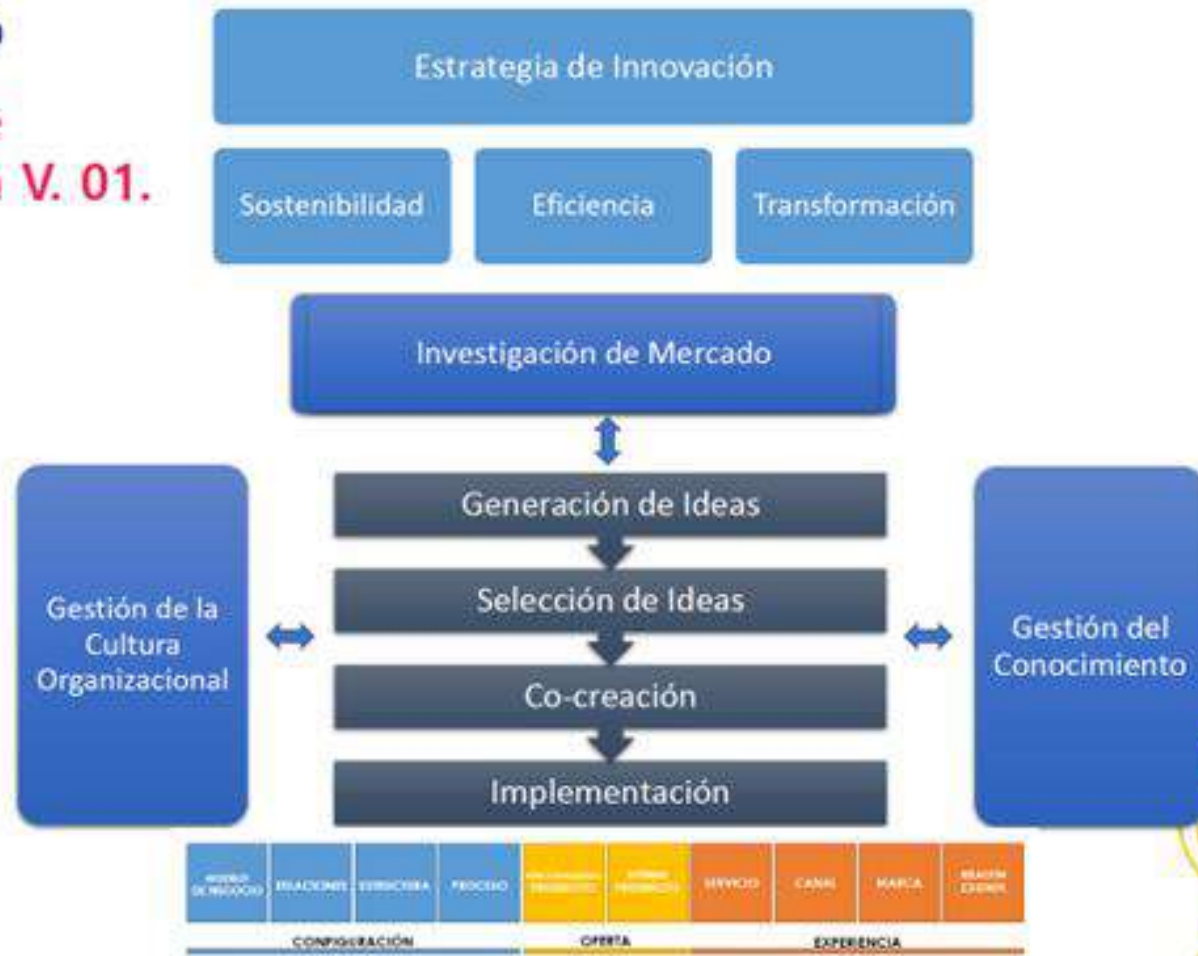 V. 01.
Estrategia de Innovación
Sostenibilidad
Eficiencia
Transformación
Investigación de Mercado
Generación de Ideas
Selección de Ideas
Co-creación
Implementación
Gestión de la
Cultura
Organizacional
Gestión del
Conocimiento
MODELO
DE NEGOCIO
RELACIONES
ESTRUCTURA
PROCESO
SERVICIO
CANAL
MARCA
CONFIGURACIÓN
OFERTA
EXPERIENCIA